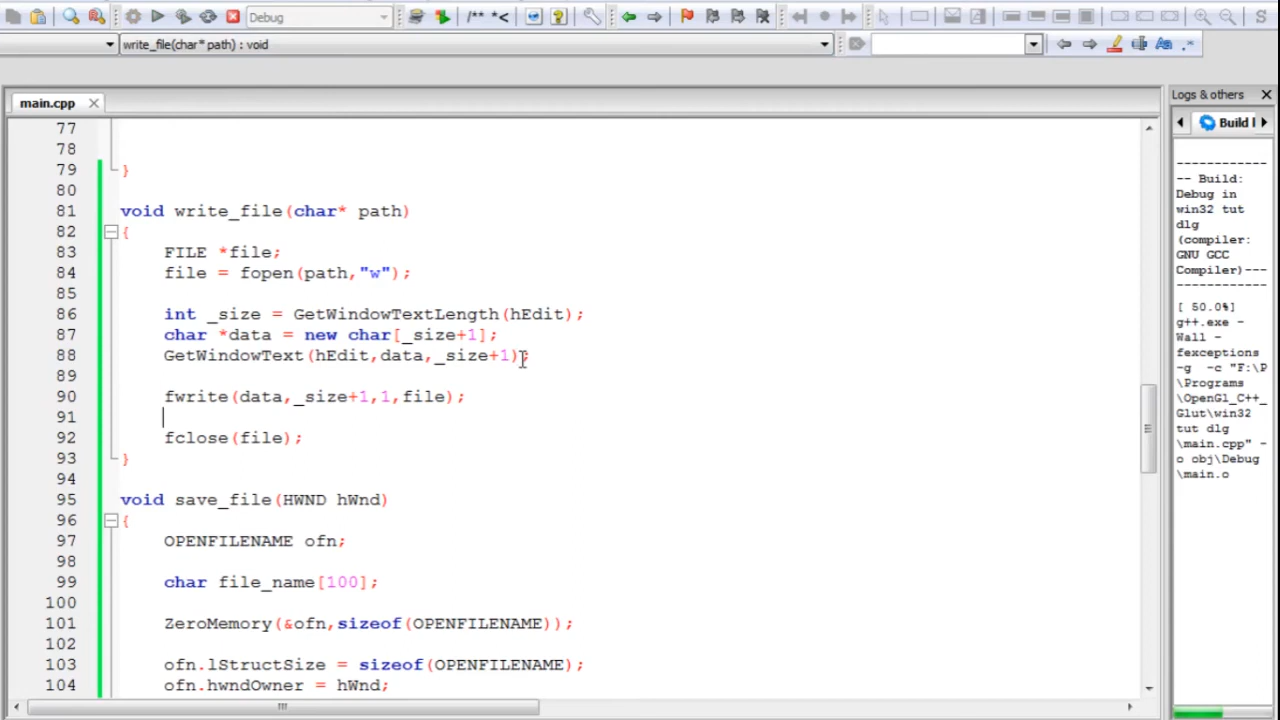 Debug
/** *<
S
write_file(char* path) : void
Aa .*
main.cpp
Logs & others
Build l
77
78
79 }
80
81 void write_file(char* path)
82 {
83 FILE *file;
84 file = fopen(path,"w");
85
86 int _size = GetWindowTextLength(hEdit);
87 char *data = new char[_size+1];
88 GetWindowText(hEdit,data,_size+1);
89
90 fwrite(data,_size+1,1,file);
91
92 fclose(file);
93 }
94
95 void save_file(HWND hWnd)
96 {
97 OPENFILENAME ofn;
98
99 char file_name[100];
100
101 ZeroMemory(&ofn,sizeof(OPENFILENAME));
102
103 ofn.lStructSize = sizeof(OPENFILENAME);
104 ofn.hwndOwner = hWnd;
------------
-- Build:
Debug in
win32 tut
dlg
(compiler:
GNU GCC
Compiler)---
------------
[ 50.0%]
g++.exe -
Wall -
fexceptions
-g -c "F:\P
\Programs
\OpenGl_C++_
Glut\win32
tut dlg
\main.cpp" -
o obj\Debug
\main.o